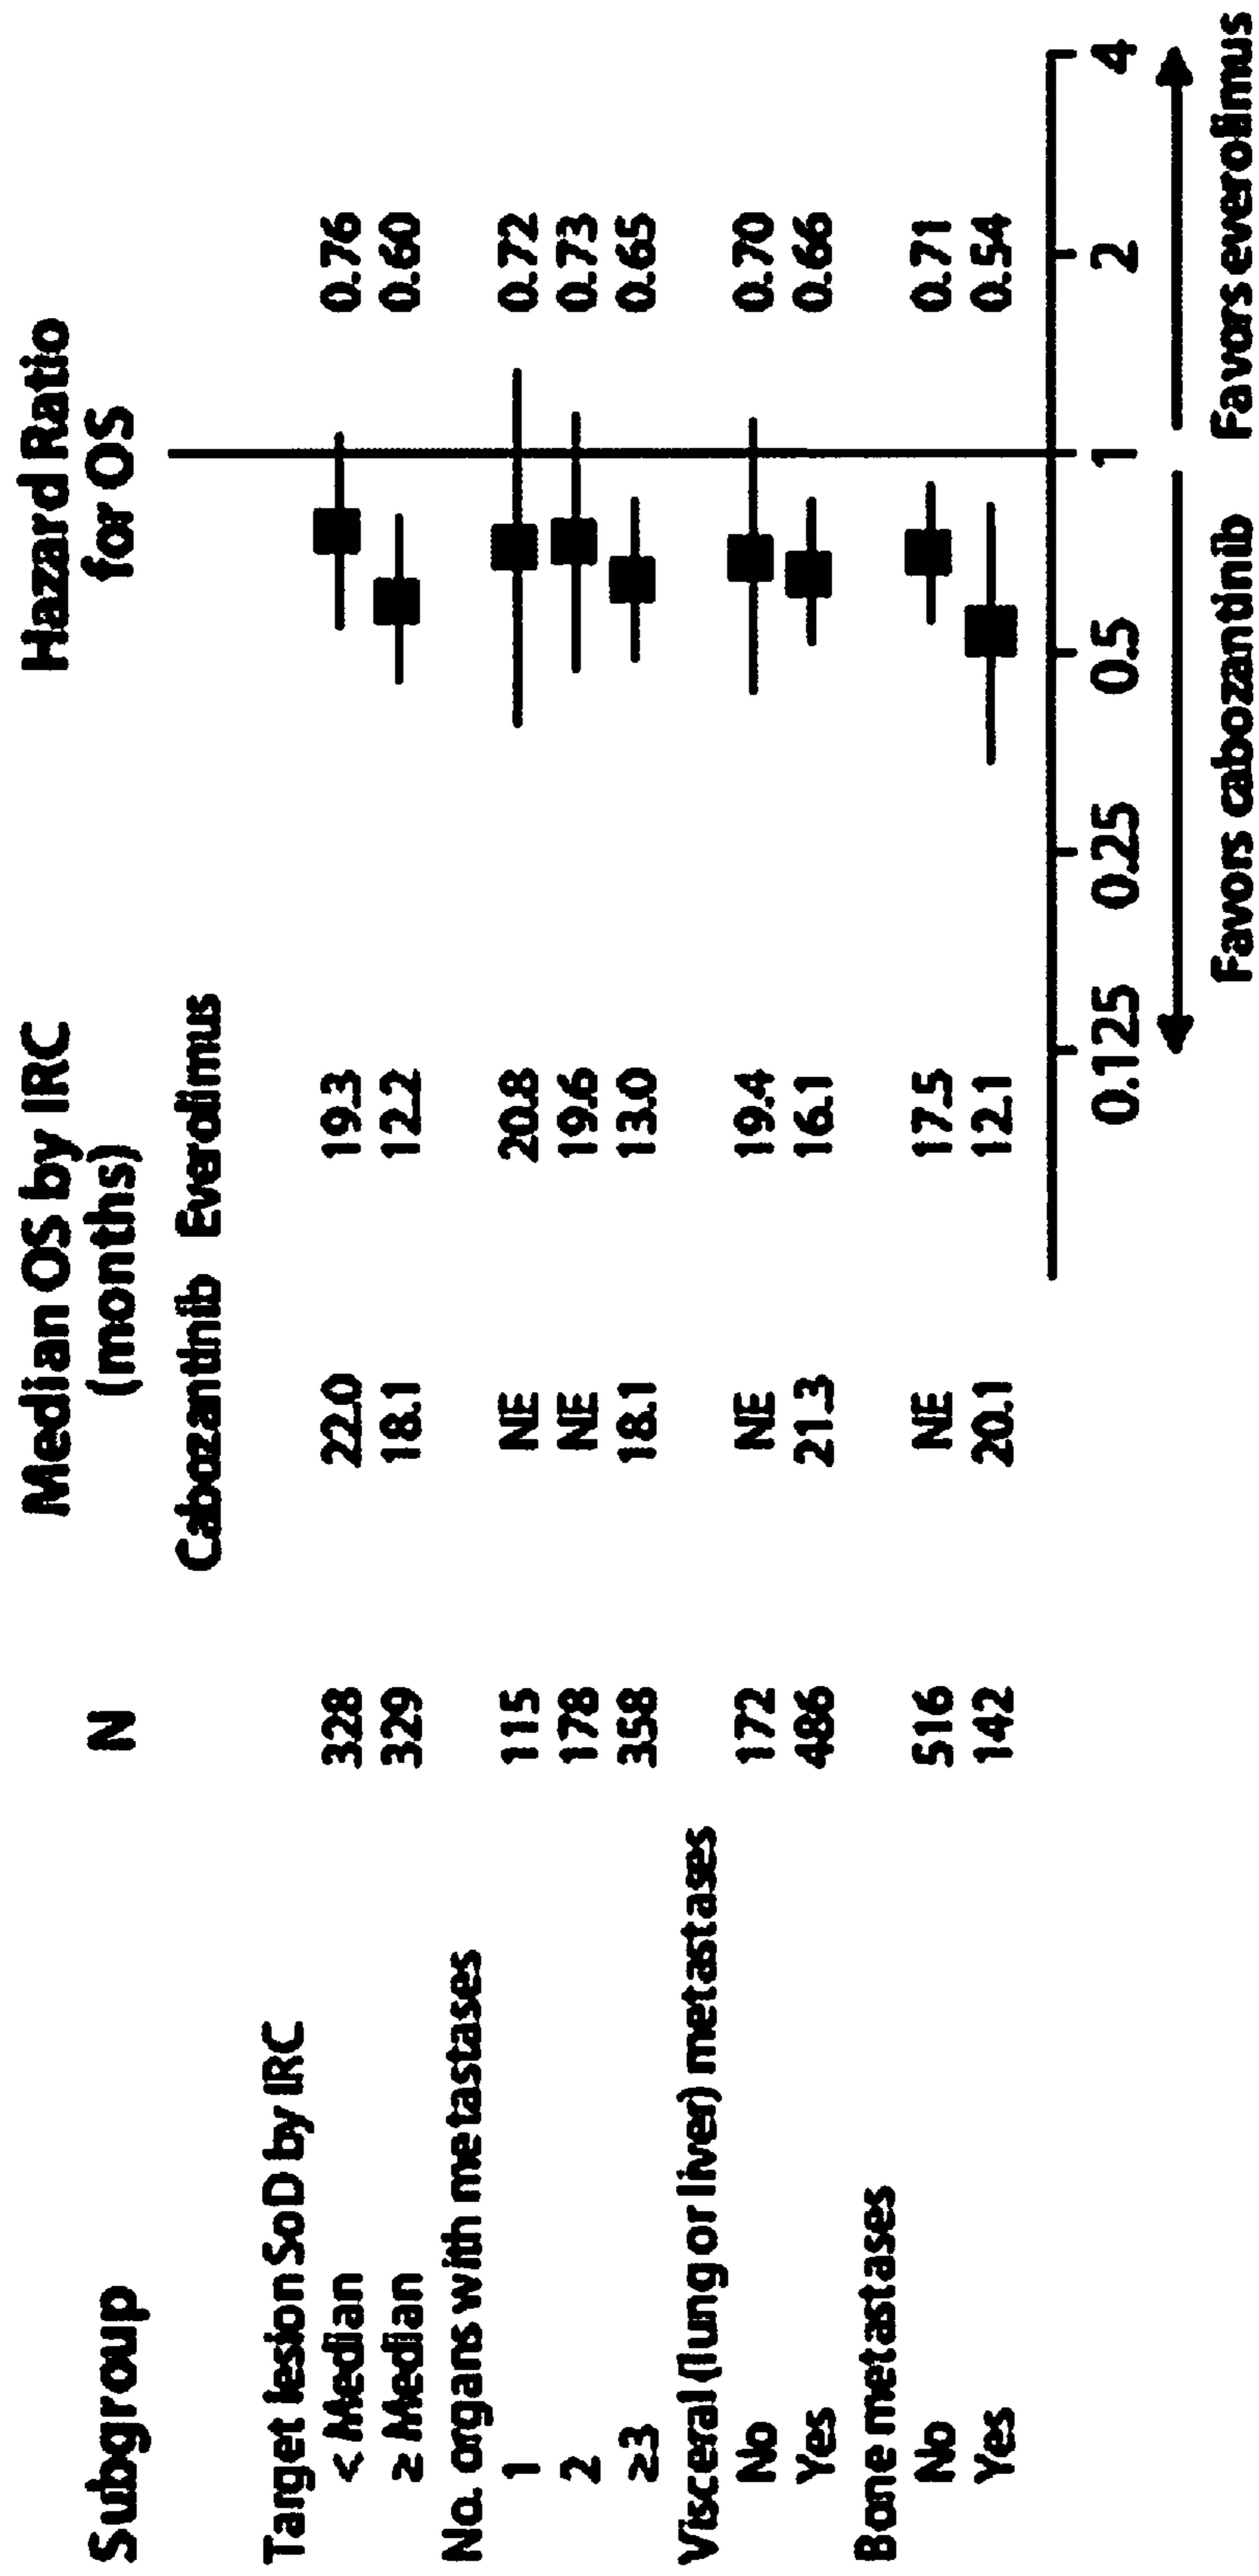 Subgroup N Median OS by IRC (months) Hazard Ratio for OS
Cabozantinib Everolimus
Target lesion SoD by IRC
< Median 328 22.0 19.3 0.76
≥ Median 329 18.1 12.2 0.60
No. organs with metastases
1 115 NE 20.8 0.72
2 178 NE 19.6 0.73
≥3 358 18.1 13.0 0.65
Visceral (lung or liver) metastases
No 172 NE 19.4 0.70
Yes 486 21.3 16.1 0.66
Bone metastases
No 516 NE 17.5 0.71
Yes 142 20.1 12.1 0.54
0.125 0.25 0.5 1 2 4
Favors cabozantinib Favors everolimus